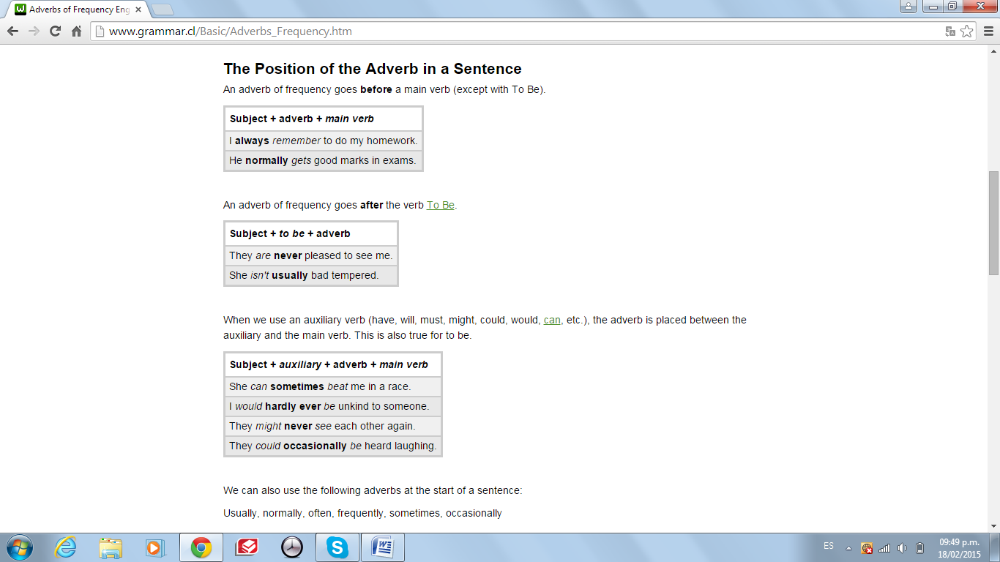 Adverbs of Frequency Eng
www.grammar.cl/Basic/Adverbs_Frequency.htm
The Position of the Adverb in a Sentence
An adverb of frequency goes before a main verb (except with To Be).
Subject + adverb + main verb
I always remember to do my homework.
He normally gets good marks in exams.
An adverb of frequency goes after the verb To Be.
Subject + to be + adverb
They are never pleased to see me.
She isn't usually bad tempered.
When we use an auxiliary verb (have, will, must, might, could, would, can, etc.), the adverb is placed between the
auxiliary and the main verb. This is also true for to be.
Subject + auxiliary + adverb + main verb
She can sometimes beat me in a race.
I would hardly ever be unkind to someone.
They might never see each other again.
They could occasionally be heard laughing.
We can also use the following adverbs at the start of a sentence:
Usually, normally, often, frequently, sometimes, occasionally
ES
09:49 p.m.
18/02/2015